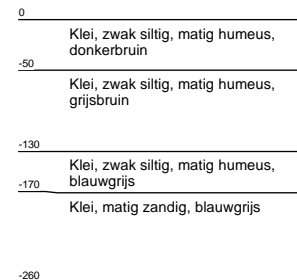 0
Klei, zwak siltig, matig humeus,
donkerbruin
-50
Klei, zwak siltig, matig humeus,
grijsbruin
-130
Klei, zwak siltig, matig humeus,
blauwgrijs
-170
Klei, matig zandig, blauwgrijs
-260